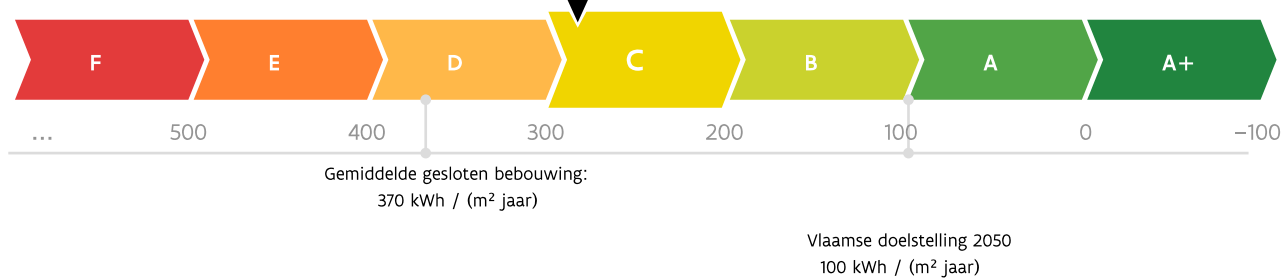 F E D C B A A+
... 500 400 300 200 100 0 −100
Gemiddelde gesloten bebouwing:
370 kWh / (m² jaar)
Vlaamse doelstelling 2050
100 kWh / (m² jaar)